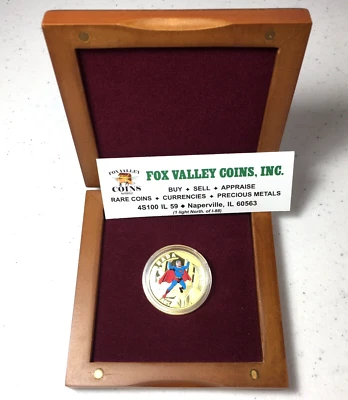 FOX VALLEY
COINS
FOX VALLEY COINS, INC.
BUY ♦ SELL ♦ APPRAISE
RARE COINS ♦ CURRENCIES ♦ PRECIOUS METALS
4S100 IL 59 ♦ Naperville, IL 60563
(1 light North. of I-88)